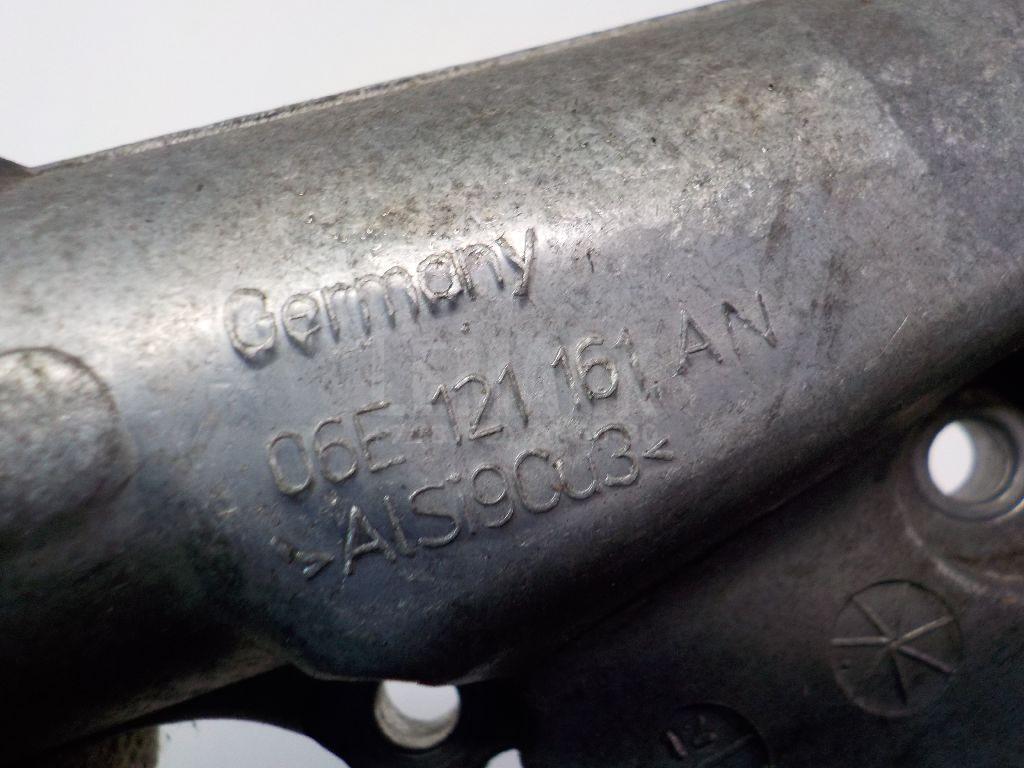 Germany
06E 121 161 AN
>AlSi9Cu3<